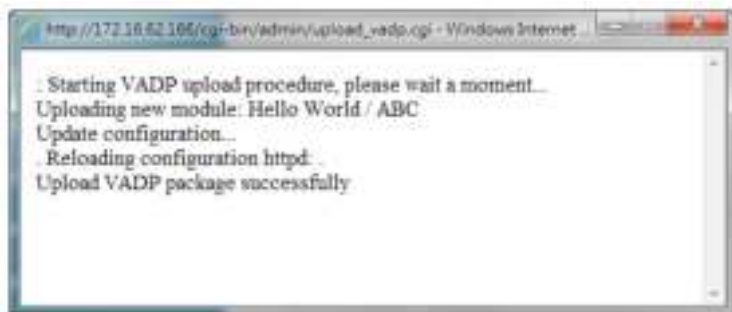 http://172.16.62.166/cgi-bin/admin/upload_vadp.cgi - Windows Internet
. Starting VADP upload procedure, please wait a moment...
Uploading new module: Hello World / ABC
Update configuration...
. Reloading configuration httpd: .
Upload VADP package successfully